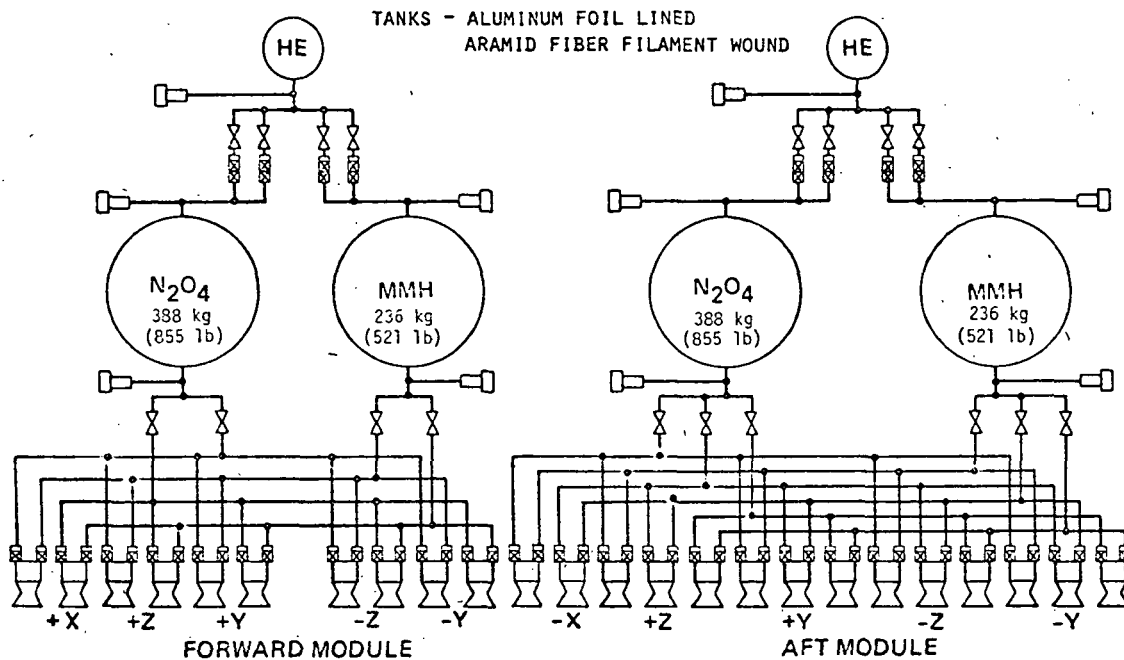 TANKS - ALUMINUM FOIL LINED
ARAMID FIBER FILAMENT WOUND
HE
HE
N₂O₄
388 kg
(855 lb)
MMH
236 kg
(521 lb)
N₂O₄
388 kg
(855 lb)
MMH
236 kg
(521 lb)
+X +Z +Y -Z -Y
-X +Z +Y -Z -Y
FORWARD MODULE
AFT MODULE